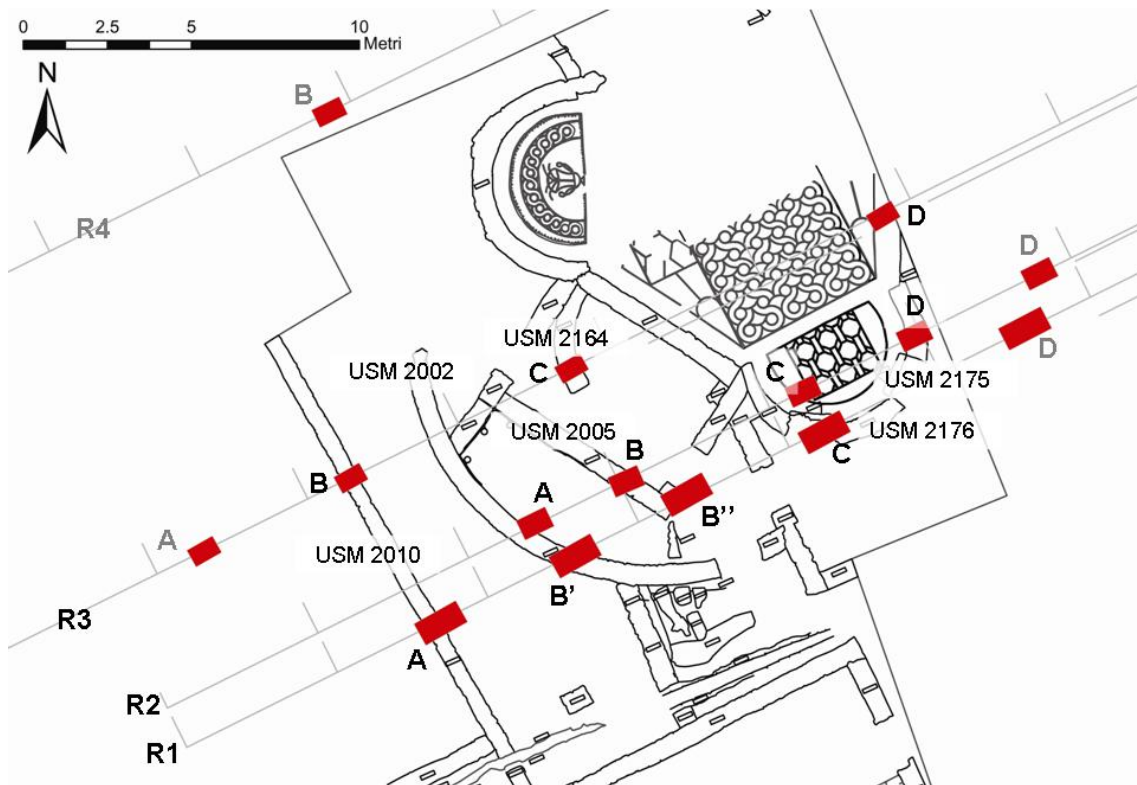 0 2.5 5 10
Metri
N
B
R4
D
D
USM 2164
D
USM 2002
C
C
USM 2175
USM 2005
USM 2176
B
B
A
C
A
B''
USM 2010
B'
R3
A
R2
R1
D